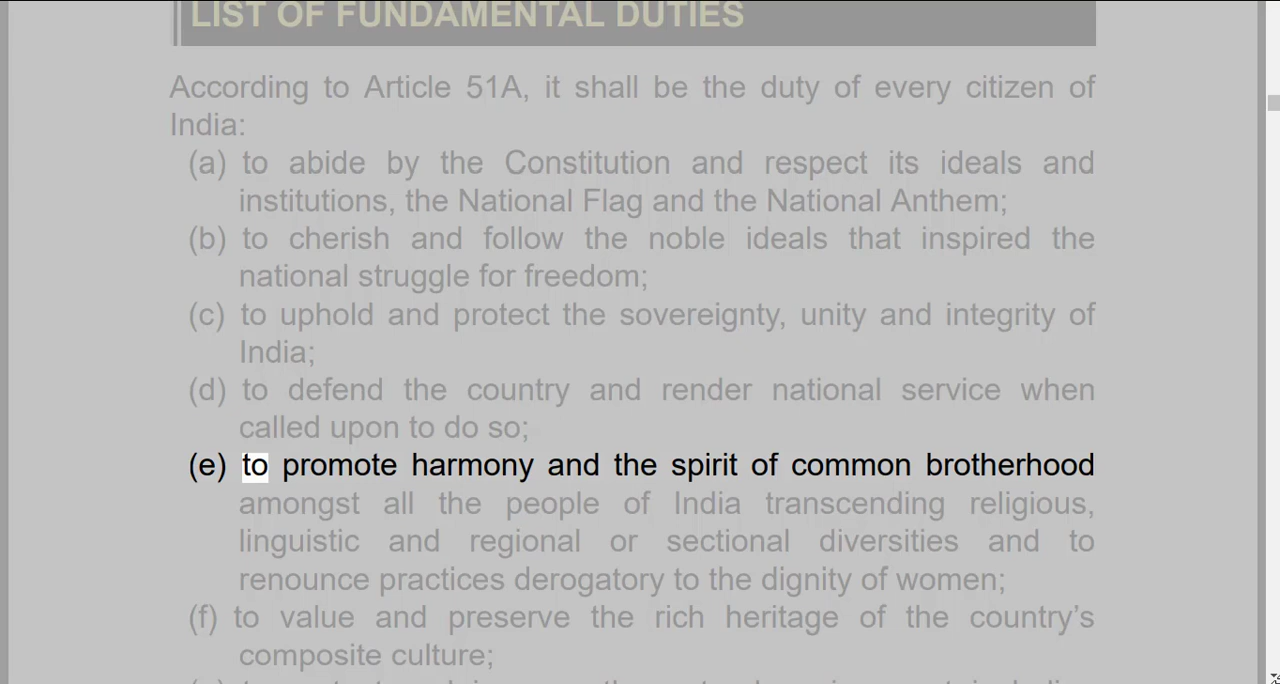 LIST OF FUNDAMENTAL DUTIES
According to Article 51A, it shall be the duty of every citizen of
India:
(a) to abide by the Constitution and respect its ideals and
institutions, the National Flag and the National Anthem;
(b) to cherish and follow the noble ideals that inspired the
national struggle for freedom;
(c) to uphold and protect the sovereignty, unity and integrity of
India;
(d) to defend the country and render national service when
called upon to do so;
(e) to promote harmony and the spirit of common brotherhood
amongst all the people of India transcending religious,
linguistic and regional or sectional diversities and to
renounce practices derogatory to the dignity of women;
(f) to value and preserve the rich heritage of the country’s
composite culture;